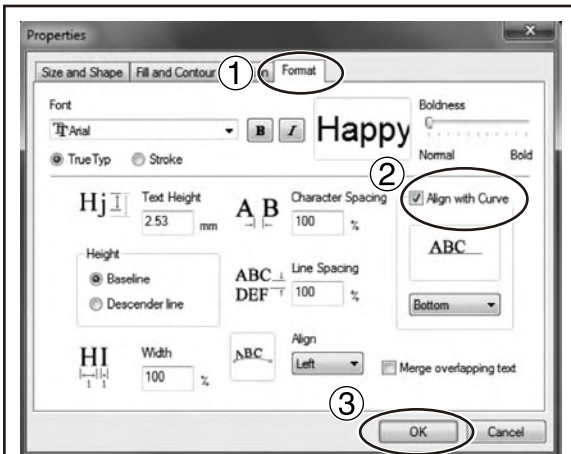 Properties
Size and Shape Fill and Contour ① n Format
Font Boldness
Arial B I Happy
TrueTyp Stroke Normal Bold
②
Hj Text Height A B Character Spacing Align with Curve
2.53 mm 100 %
ABC
Height
Baseline
Descender line
ABC
DEF
Line Spacing
100 %
Bottom
HI
1 1
Width
100 %
ABC
Align
Left
Merge overlapping text
③
OK Cancel